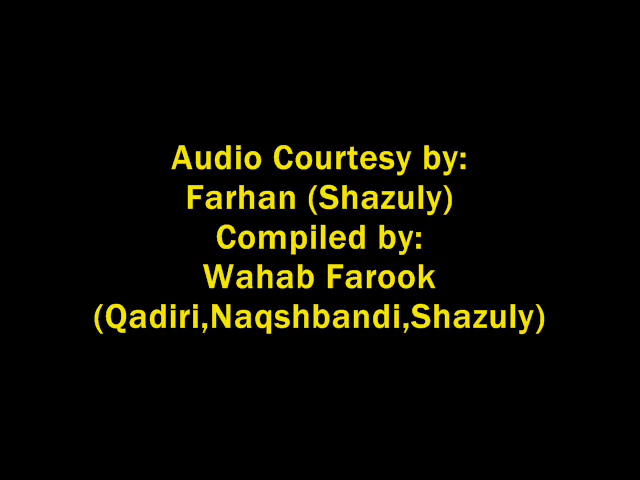 Audio Courtesy by:
Farhan (Shazuly)
Compiled by:
Wahab Farook
(Qadiri,Naqshbandi,Shazuly)